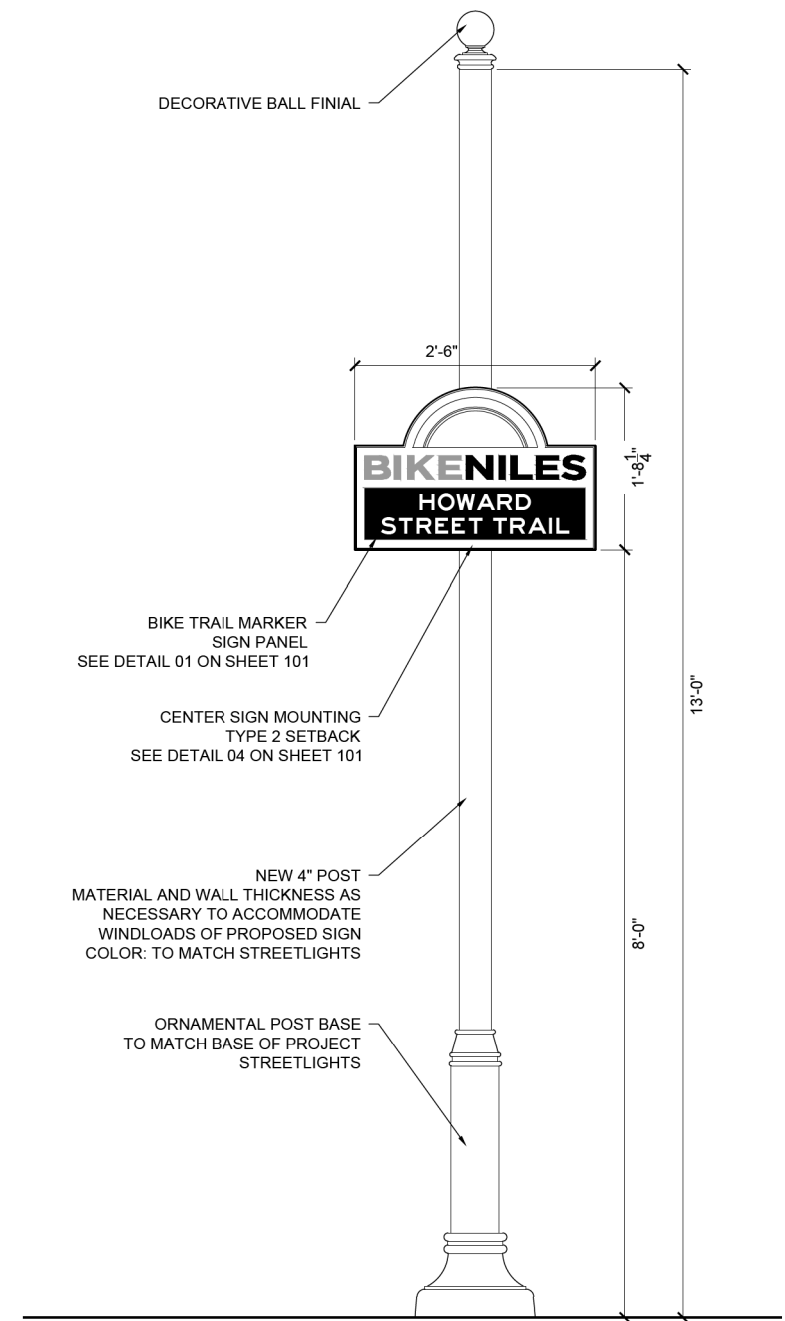 DECORATIVE BALL FINIAL
2'-6"
1'-8 1/4"
BIKENILES
HOWARD
STREET TRAIL
BIKE TRAIL MARKER
SIGN PANEL
SEE DETAIL 01 ON SHEET 101
13'-0"
CENTER SIGN MOUNTING
TYPE 2 SETBACK
SEE DETAIL 04 ON SHEET 101
NEW 4" POST
MATERIAL AND WALL THICKNESS AS
NECESSARY TO ACCOMMODATE
WINDLOADS OF PROPOSED SIGN
COLOR: TO MATCH STREETLIGHTS
8'-0"
ORNAMENTAL POST BASE
TO MATCH BASE OF PROJECT
STREETLIGHTS